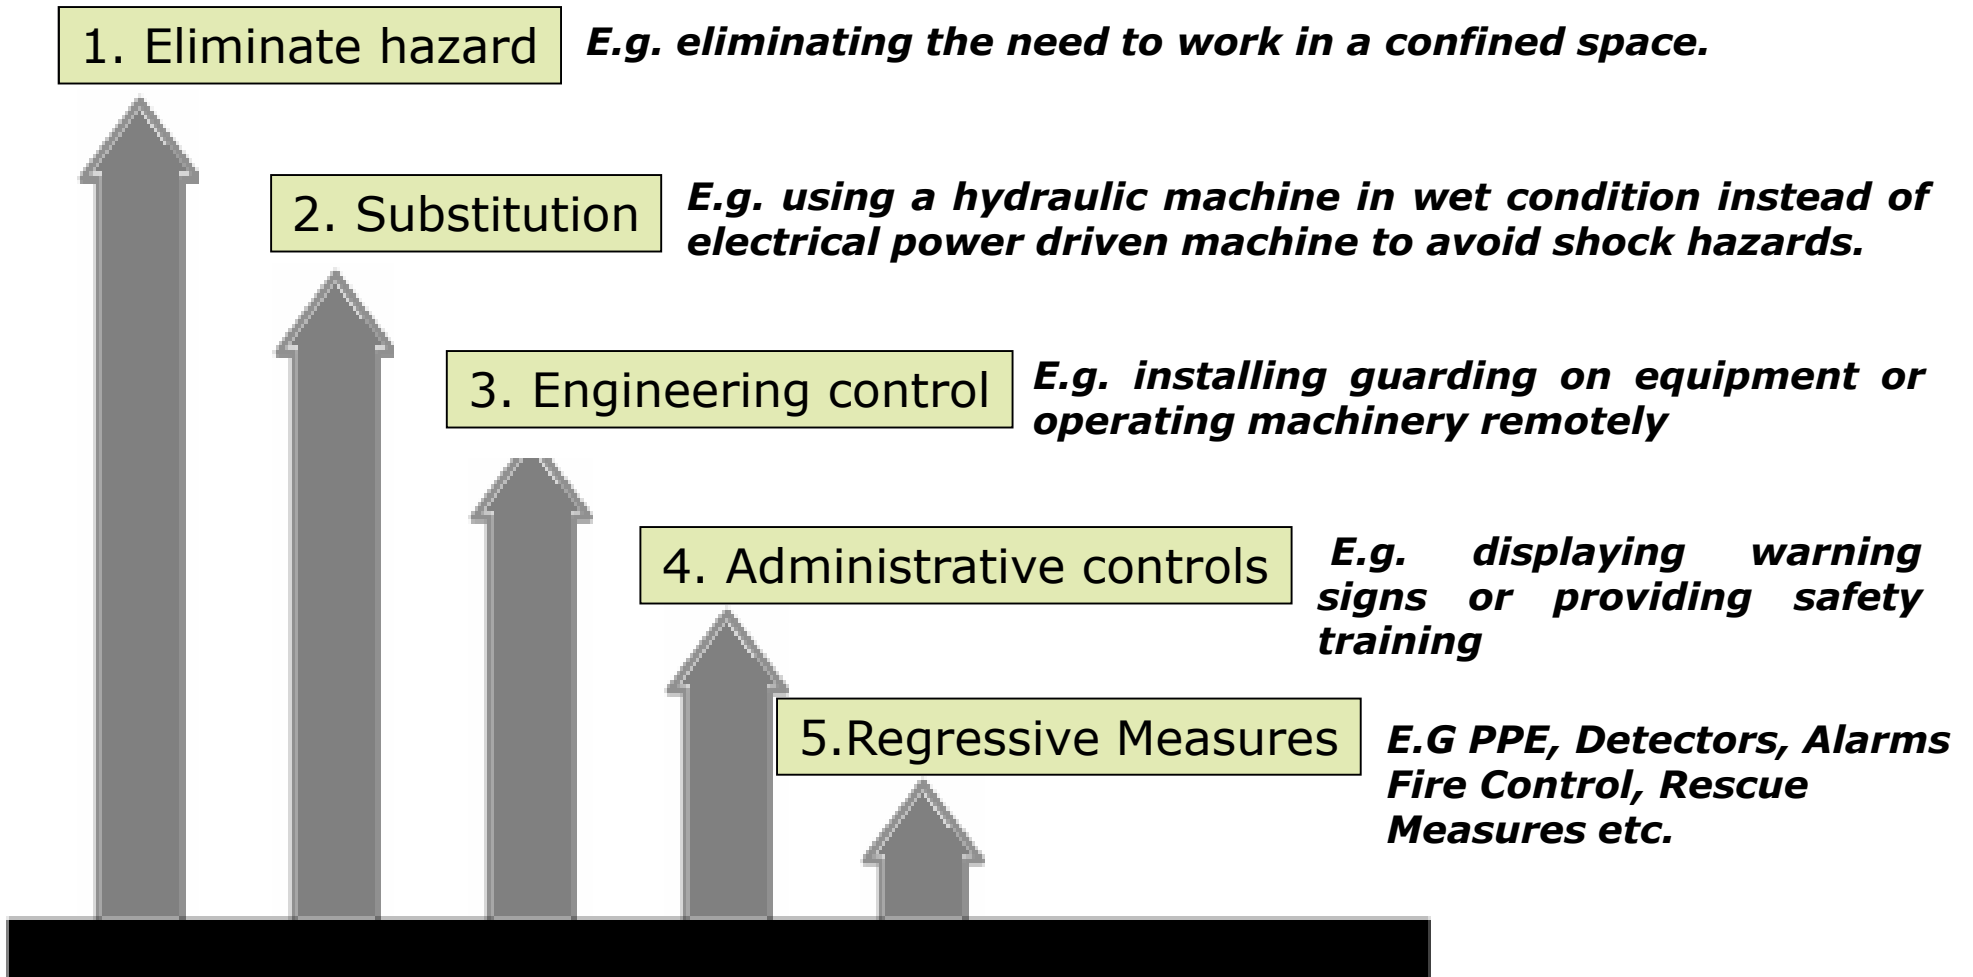 1. Eliminate hazard
E.g. eliminating the need to work in a confined space.
2. Substitution
E.g. using a hydraulic machine in wet condition instead of
electrical power driven machine to avoid shock hazards.
3. Engineering control
E.g. installing guarding on equipment or
operating machinery remotely
4. Administrative controls
E.g. displaying warning
signs or providing safety
training
5.Regressive Measures
E.G PPE, Detectors, Alarms
Fire Control, Rescue
Measures etc.